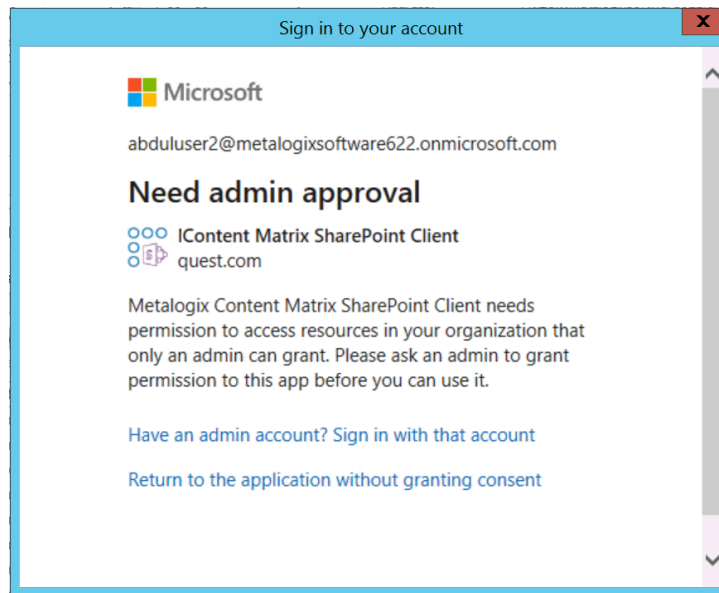 Sign in to your account
x
Microsoft
abduluser2@metalogixsoftware622.onmicrosoft.com
Need admin approval
IContent Matrix SharePoint Client
quest.com
Metalogix Content Matrix SharePoint Client needs
permission to access resources in your organization that
only an admin can grant. Please ask an admin to grant
permission to this app before you can use it.
Have an admin account? Sign in with that account
Return to the application without granting consent